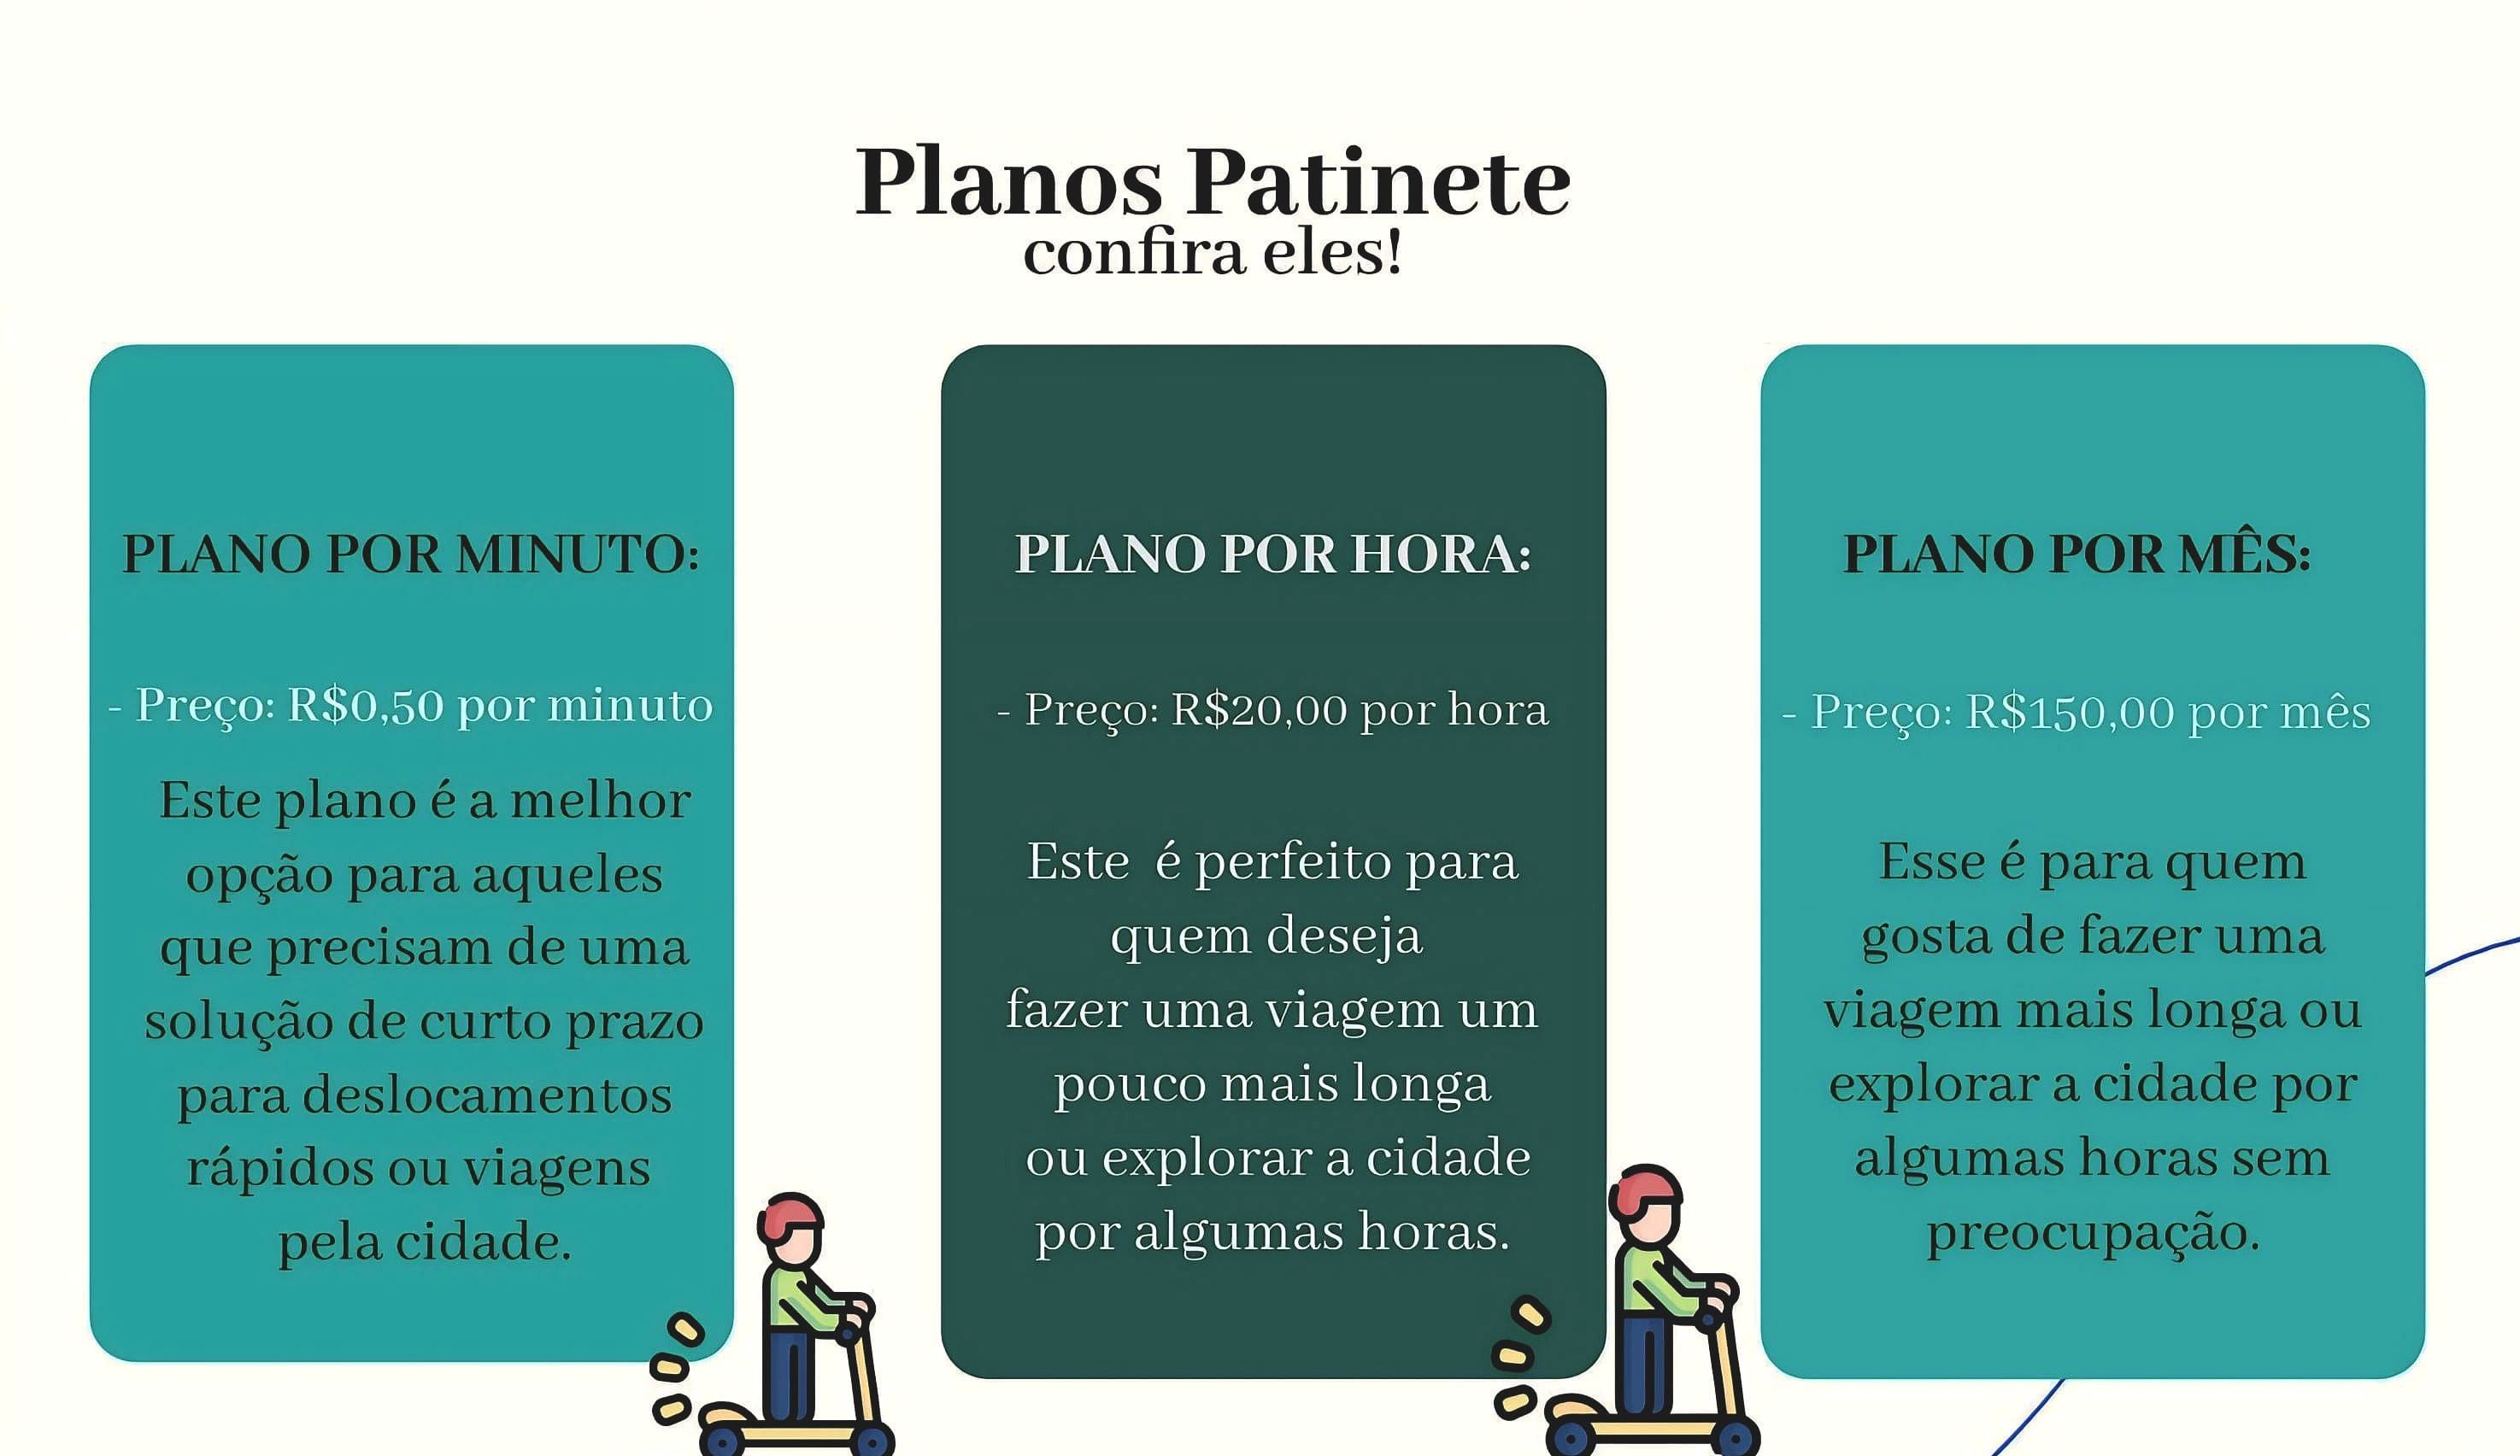 Planos Patinete
confira eles!
PLANO POR MINUTO:
- Preço: R$0,50 por minuto
Este plano é a melhor
opção para aqueles
que precisam de uma
solução de curto prazo
para deslocamentos
rápidos ou viagens
pela cidade.
PLANO POR HORA:
- Preço: R$20,00 por hora
Este  é perfeito para
quem deseja
fazer uma viagem um
pouco mais longa
ou explorar a cidade
por algumas horas.
PLANO POR MÊS:
- Preço: R$150,00 por mês
Esse é para quem
gosta de fazer uma
viagem mais longa ou
explorar a cidade por
algumas horas sem
preocupação.